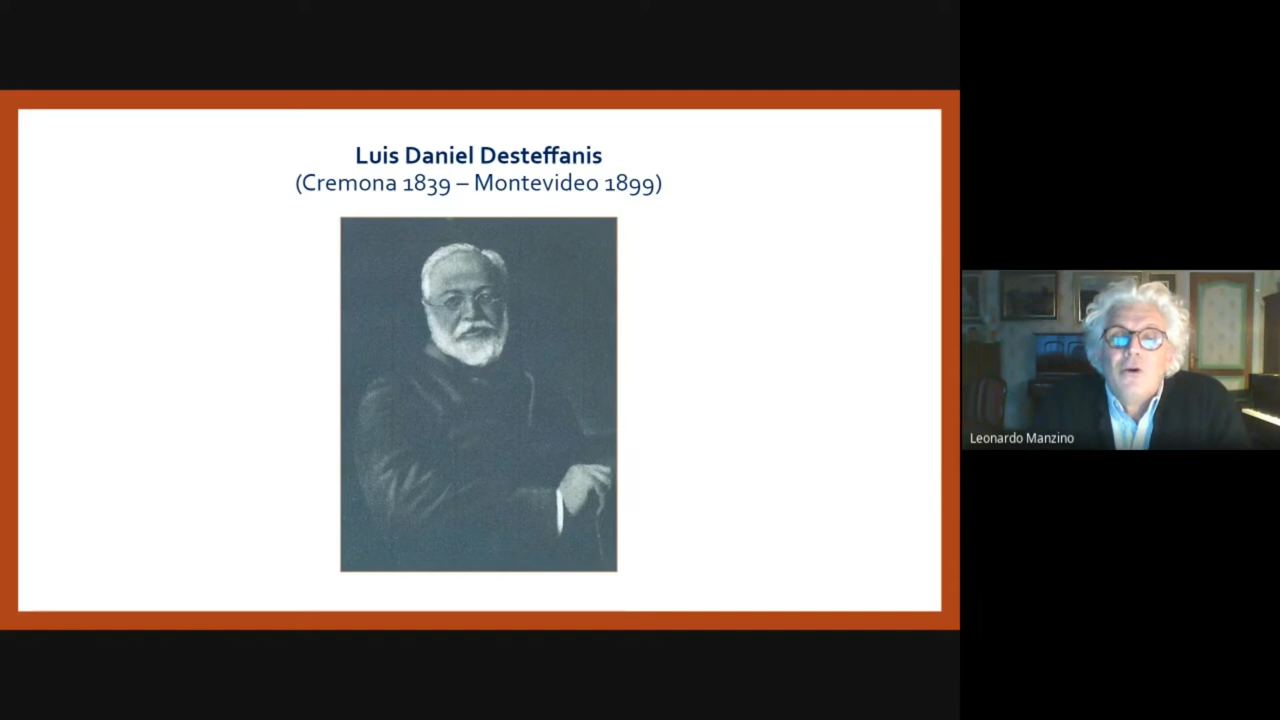 Luis Daniel Desteffanis
(Cremona 1839 – Montevideo 1899)
Leonardo Manzino